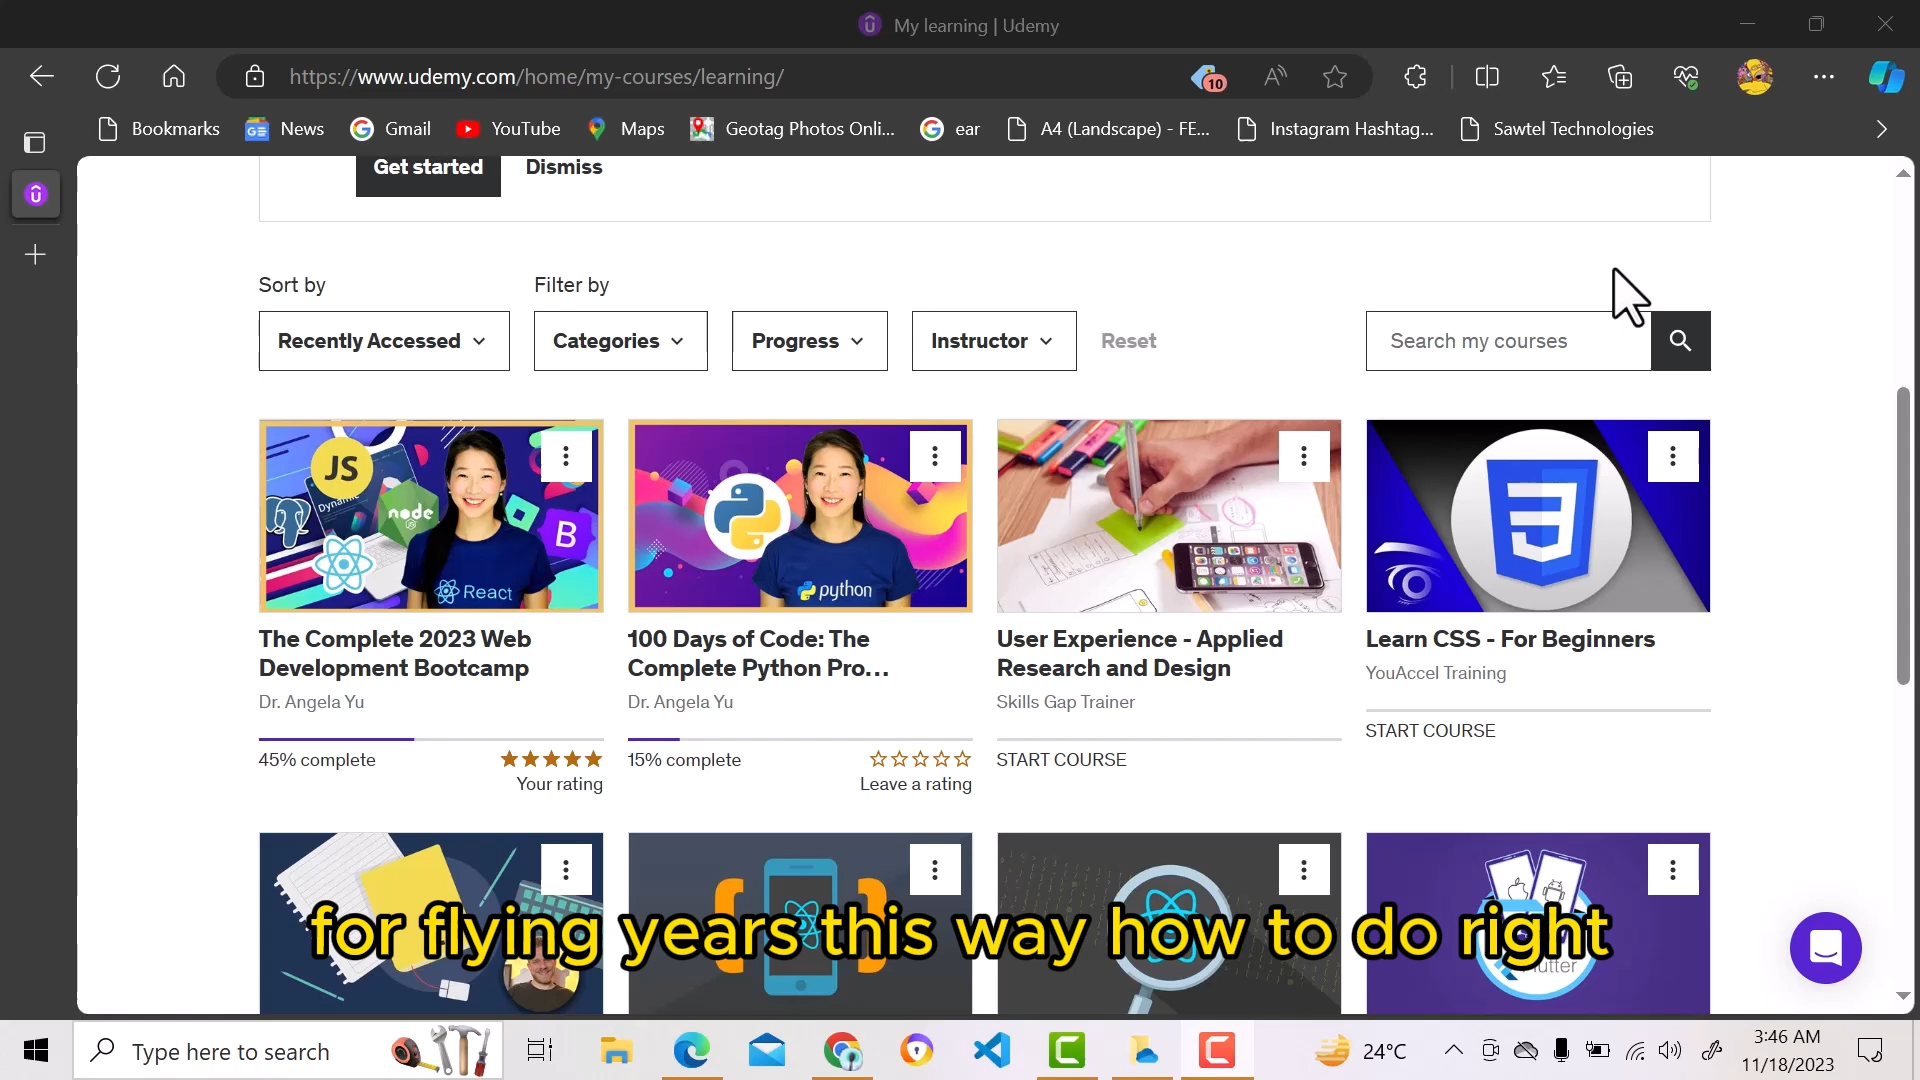 My learning | Udemy
https://www.udemy.com/home/my-courses/learning/
10
Bookmarks News Gmail YouTube Maps Geotag Photos Onli... ear A4 (Landscape) - FE... Instagram Hashtag... Sawtel Technologies
Get started Dismiss
Sort by Filter by
Recently Accessed Categories Progress Instructor Reset Search my courses
JS
Dynamic
node
JS
B
React
python
The Complete 2023 Web
Development Bootcamp
Dr. Angela Yu
45% complete
Your rating
100 Days of Code: The
Complete Python Pro...
Dr. Angela Yu
15% complete
Leave a rating
User Experience - Applied
Research and Design
Skills Gap Trainer
START COURSE
Learn CSS - For Beginners
YouAccel Training
START COURSE
for flying years this way how to do right
Type here to search
24°C
3:46 AM
11/18/2023